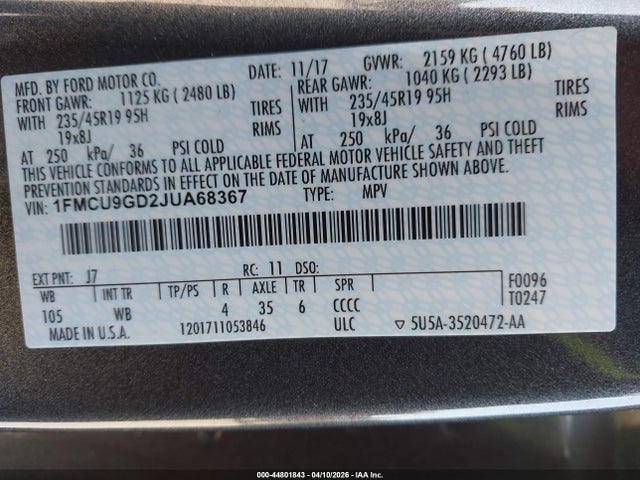 MFD. BY FORD MOTOR CO. DATE: 11/17 GVWR: 2159 KG ( 4760 LB)
FRONT GAWR: 1125 KG ( 2480 LB) REAR GAWR: 1040 KG ( 2293 LB)
WITH 235/45R19 95H TIRES WITH 235/45R19 95H TIRES
19x8J RIMS 19x8J RIMS
AT 250 kPa/ 36 PSI COLD AT 250 kPa/ 36 PSI COLD
THIS VEHICLE CONFORMS TO ALL APPLICABLE FEDERAL MOTOR VEHICLE SAFETY AND THEFT
PREVENTION STANDARDS IN EFFECT ON THE DATE OF MANUFACTURE SHOWN ABOVE.
VIN: 1FMCU9GD2JUA68367 TYPE: MPV
EXT PNT: J7 RC: 11 DSO: F0096
WB INT TR TP/PS R AXLE TR SPR T0247
105 WB 4 35 6 CCCC
MADE IN U.S.A. 1201711053846 ULC ▽ 5U5A-3520472-AA
000-44801843 - 04/10/2026 - IAA Inc.